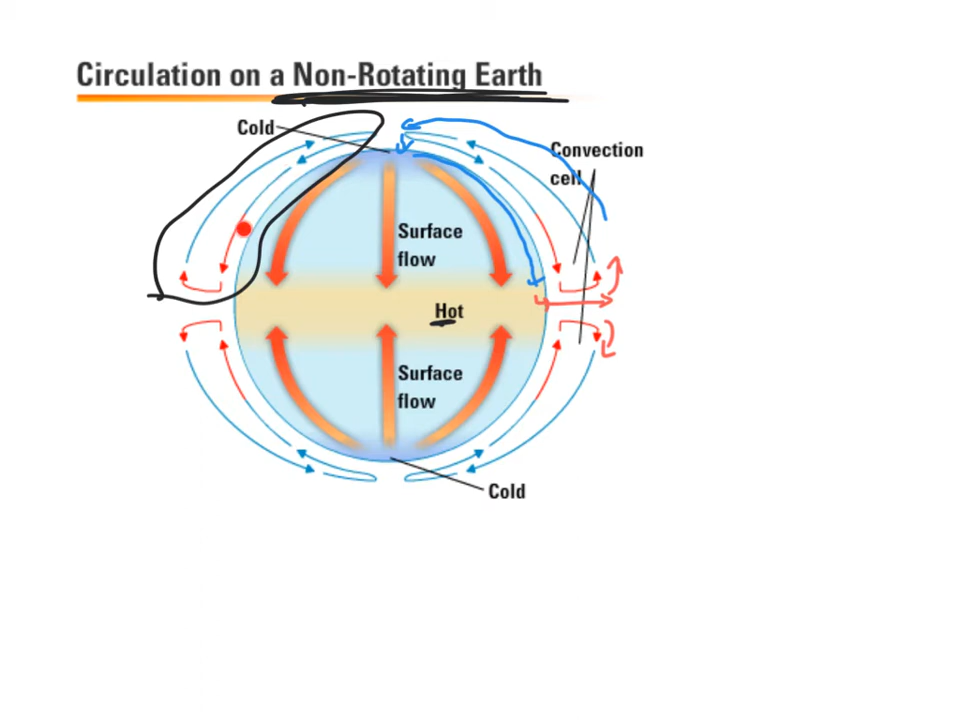 Circulation on a Non-Rotating Earth
Cold
Convection
cell
Surface
flow
Hot
Surface
flow
Cold